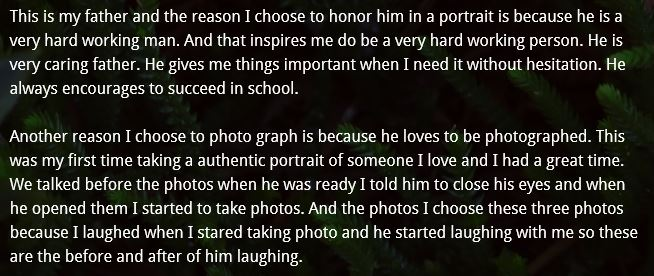 This is my father and the reason I choose to honor him in a portrait is because he is a
very hard working man. And that inspires me do be a very hard working person. He is
very caring father. He gives me things important when I need it without hesitation. He
always encourages to succeed in school.
Another reason I choose to photo graph is because he loves to be photographed. This
was my first time taking a authentic portrait of someone I love and I had a great time.
We talked before the photos when he was ready I told him to close his eyes and when
he opened them I started to take photos. And the photos I choose these three photos
because I laughed when I stared taking photo and he started laughing with me so these
are the before and after of him laughing.